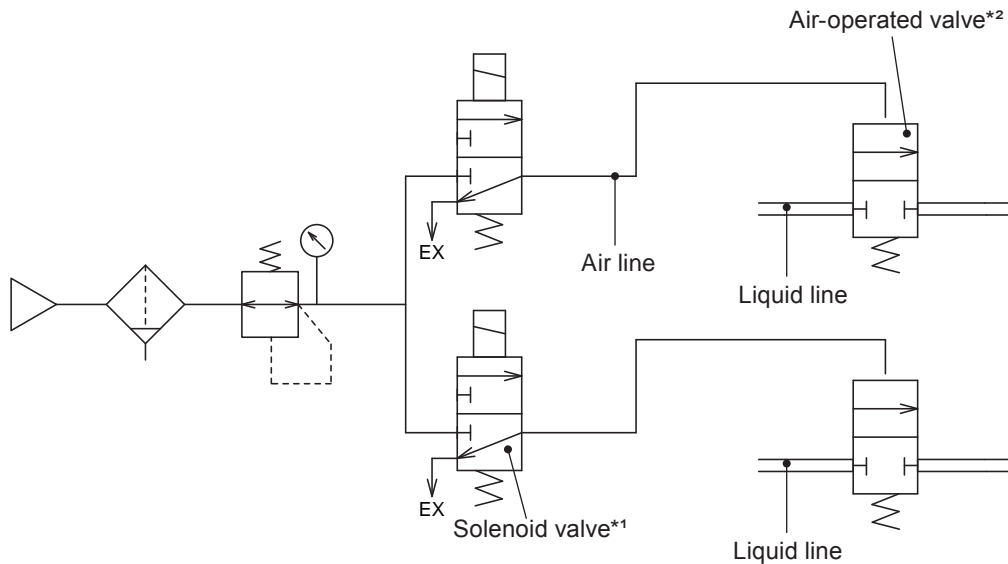 Air-operated valve*²
EX
Air line
Liquid line
EX
Solenoid valve*¹
Liquid line